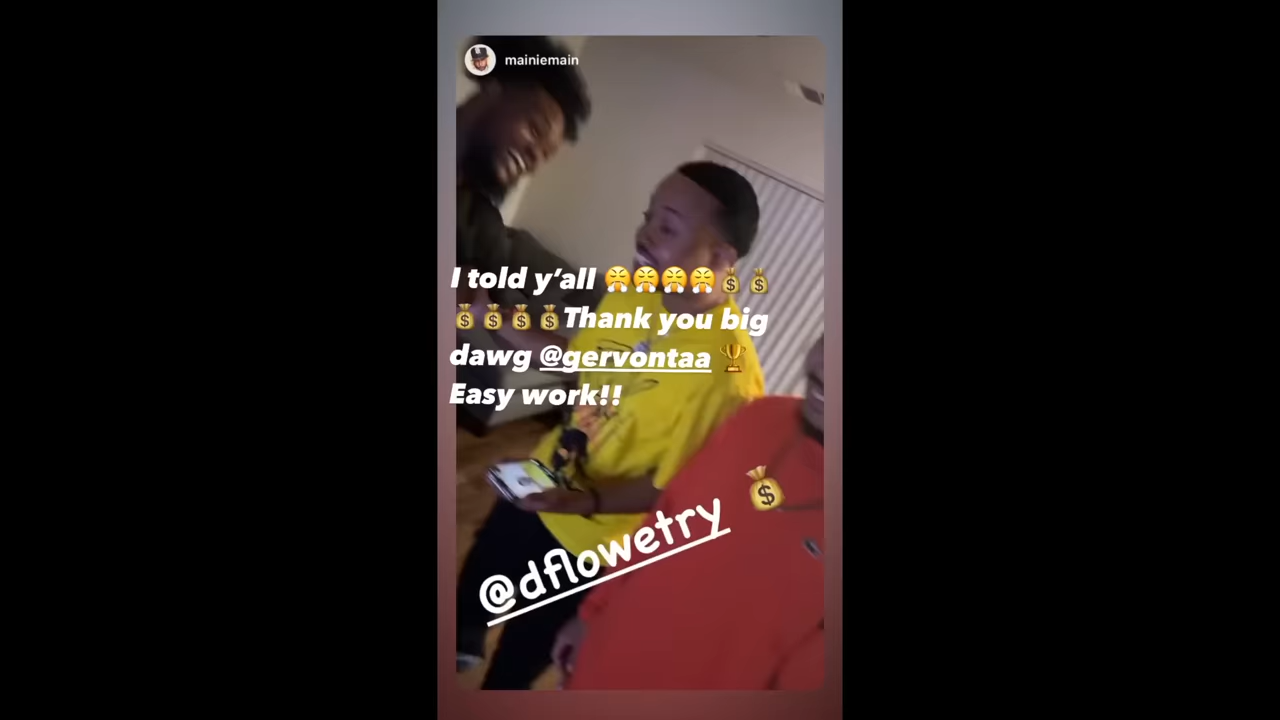 mainiemain
I told y’all 😤😤😤😤💰💰
💰💰💰💰Thank you big
dawg @gervontaa 🏆
Easy work!!
@dflowetry 💰